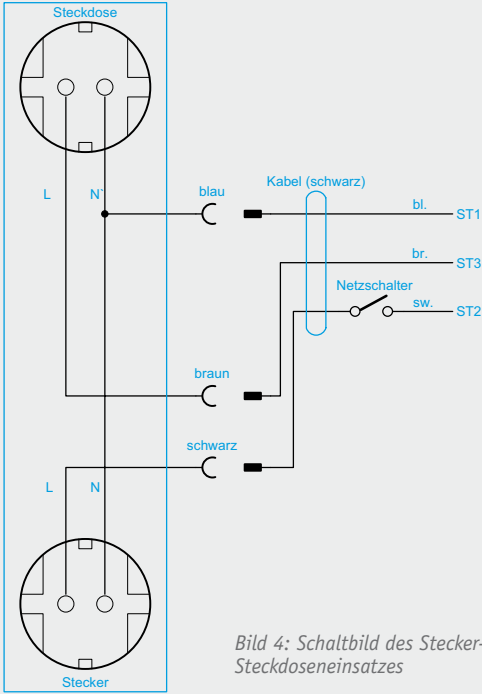 Steckdose
L
N`
blau
Kabel (schwarz)
bl.
ST1
br.
ST3
Netzschalter
sw.
ST2
braun
schwarz
L
N
Bild 4: Schaltbild des Stecker-
Steckdoseneinsatzes
Stecker